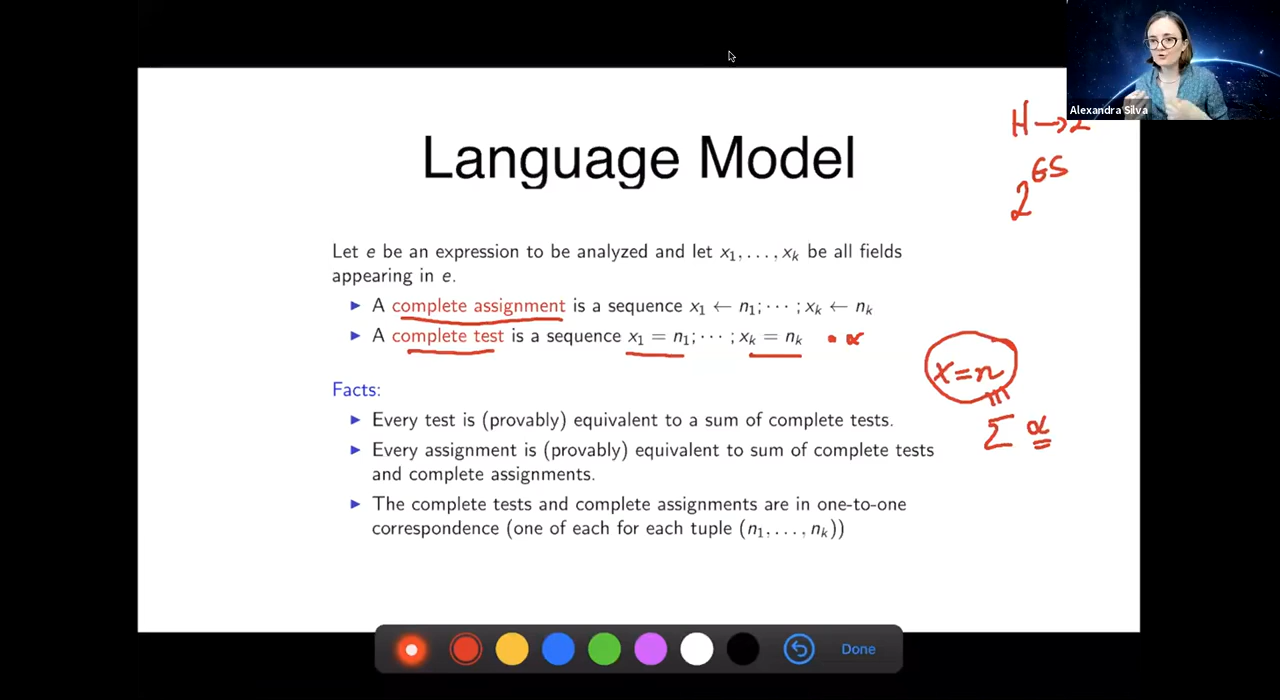 Alexandra Silva
H → 2
2^GS
Language Model
Let e be an expression to be analyzed and let x₁, . . . , xₖ be all fields
appearing in e.
▶ A complete assignment is a sequence x₁ ← n₁; · · · ; xₖ ← nₖ
▶ A complete test is a sequence x₁ = n₁; · · · ; xₖ = nₖ • α
x = n
Σ α
Facts:
▶ Every test is (provably) equivalent to a sum of complete tests.
▶ Every assignment is (provably) equivalent to sum of complete tests
and complete assignments.
▶ The complete tests and complete assignments are in one-to-one
correspondence (one of each for each tuple (n₁, . . . , nₖ))
Done